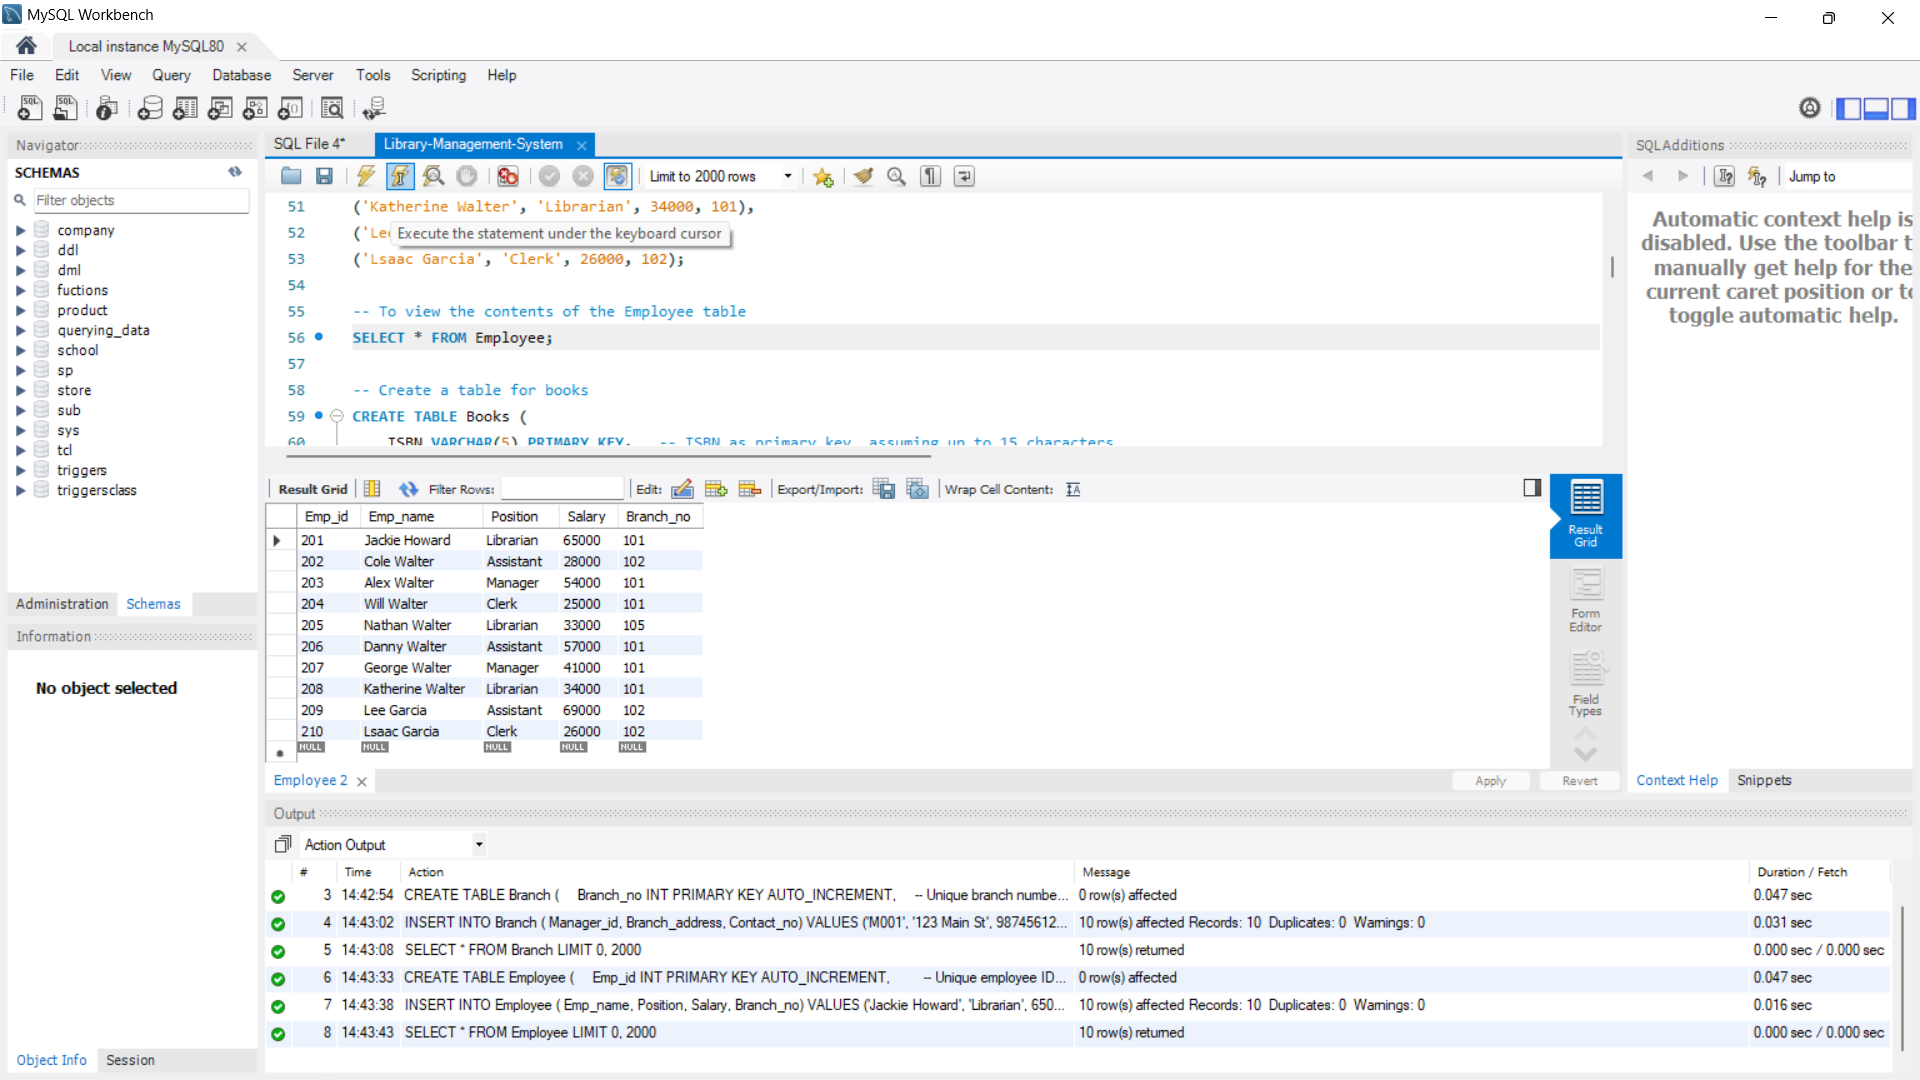 MySQL Workbench
Local instance MySQL80
File Edit View Query Database Server Tools Scripting Help
Navigator
SCHEMAS
Filter objects
company
ddl
dml
fuctions
product
querying_data
school
sp
store
sub
sys
tcl
triggers
triggersclass
Administration Schemas
Information
No object selected
Object Info Session
SQL File 4* Library-Management-System
Limit to 2000 rows
51 ('Katherine Walter', 'Librarian', 34000, 101),
52 ('Le
Execute the statement under the keyboard cursor
53 ('Lsaac Garcia', 'Clerk', 26000, 102);
54
55 -- To view the contents of the Employee table
56 SELECT * FROM Employee;
57
58 -- Create a table for books
59 CREATE TABLE Books (
60 ISBN VARCHAR(5) PRIMARY KEY, -- ISBN as primary key, assuming up to 15 characters
Result Grid Filter Rows: Edit: Export/Import: Wrap Cell Content:
Emp_id Emp_name Position Salary Branch_no
201 Jackie Howard Librarian 65000 101
202 Cole Walter Assistant 28000 102
203 Alex Walter Manager 54000 101
204 Will Walter Clerk 25000 101
205 Nathan Walter Librarian 33000 105
206 Danny Walter Assistant 57000 101
207 George Walter Manager 41000 101
208 Katherine Walter Librarian 34000 101
209 Lee Garcia Assistant 69000 102
210 Lsaac Garcia Clerk 26000 102
NULL NULL NULL NULL NULL
Result
Grid
Form
Editor
Field
Types
Employee 2
Apply Revert
SQLAdditions
Jump to
Automatic context help is
disabled. Use the toolbar t
manually get help for the
current caret position or to
toggle automatic help.
Context Help Snippets
Output
Action Output
# Time Action Message Duration / Fetch
3 14:42:54 CREATE TABLE Branch ( Branch_no INT PRIMARY KEY AUTO_INCREMENT, -- Unique branch numbe... 0 row(s) affected 0.047 sec
4 14:43:02 INSERT INTO Branch ( Manager_id, Branch_address, Contact_no) VALUES ('M001', '123 Main St', 98745612... 10 row(s) affected Records: 10 Duplicates: 0 Warnings: 0 0.031 sec
5 14:43:08 SELECT * FROM Branch LIMIT 0, 2000 10 row(s) returned 0.000 sec / 0.000 sec
6 14:43:33 CREATE TABLE Employee ( Emp_id INT PRIMARY KEY AUTO_INCREMENT, -- Unique employee ID... 0 row(s) affected 0.047 sec
7 14:43:38 INSERT INTO Employee ( Emp_name, Position, Salary, Branch_no) VALUES ('Jackie Howard', 'Librarian', 650... 10 row(s) affected Records: 10 Duplicates: 0 Warnings: 0 0.016 sec
8 14:43:43 SELECT * FROM Employee LIMIT 0, 2000 10 row(s) returned 0.000 sec / 0.000 sec